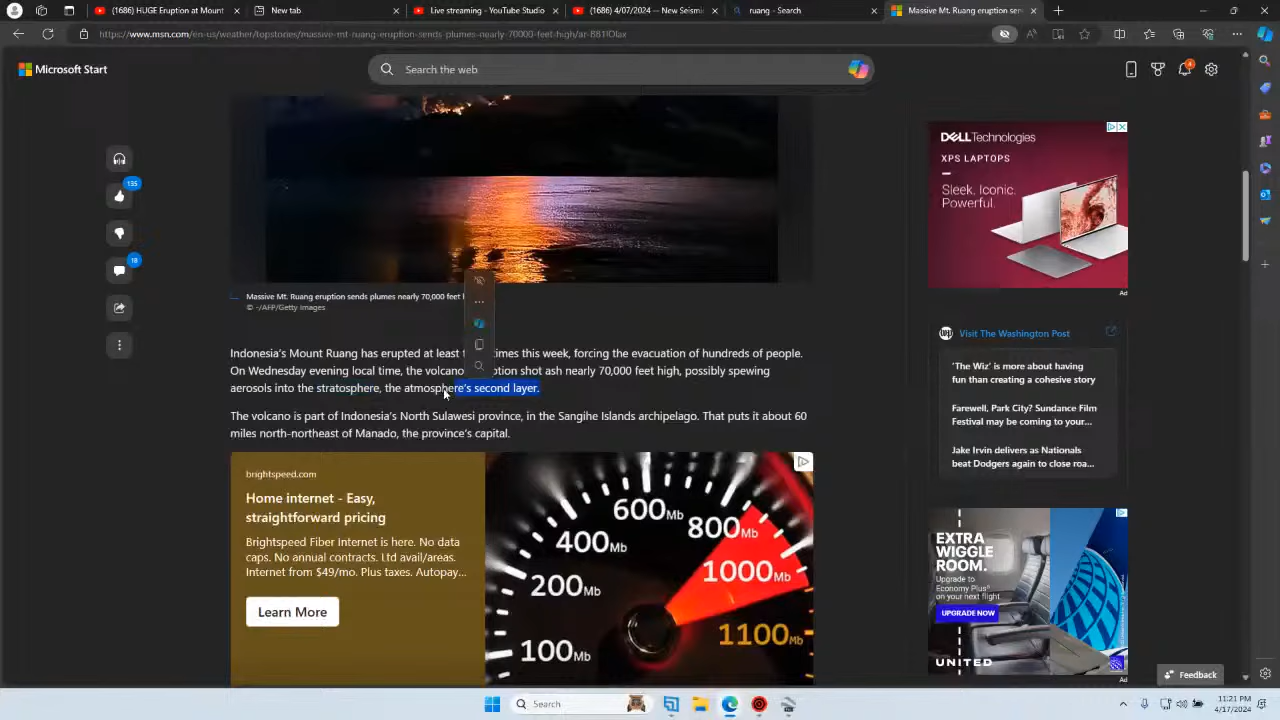 (1686) HUGE Eruption at Mount
New tab
Live streaming - YouTube Studio
(1686) 4/07/2024 — New Seismi
ruang - Search
Massive Mt. Ruang eruption sen
https://www.msn.com/en-us/weather/topstories/massive-mt-ruang-eruption-sends-plumes-nearly-70000-feet-high/ar-BB1lOlax
Microsoft Start
Search the web
4
135
18
Massive Mt. Ruang eruption sends plumes nearly 70,000 feet
© -/AFP/Getty Images
Indonesia's Mount Ruang has erupted at least times this week, forcing the evacuation of hundreds of people.
On Wednesday evening local time, the volcano ption shot ash nearly 70,000 feet high, possibly spewing
aerosols into the stratosphere, the atmosphere's second layer.
The volcano is part of Indonesia's North Sulawesi province, in the Sangihe Islands archipelago. That puts it about 60
miles north-northeast of Manado, the province's capital.
brightspeed.com
Home internet - Easy,
straightforward pricing
Brightspeed Fiber Internet is here. No data
caps. No annual contracts. Ltd avail/areas.
Internet from $49/mo. Plus taxes. Autopay...
Learn More
100Mb
200Mb
400Mb
600Mb
800Mb
1000Mb
1100Mb
DELLTechnologies
XPS LAPTOPS
Sleek. Iconic.
Powerful.
Ad
Visit The Washington Post
'The Wiz' is more about having
fun than creating a cohesive story
Farewell, Park City? Sundance Film
Festival may be coming to your...
Jake Irvin delivers as Nationals
beat Dodgers again to close roa...
EXTRA
WIGGLE
ROOM.
Upgrade to
Economy Plus®
on your next flight
UPGRADE NOW
UNITED
Ad
Feedback
Search
11:21 PM
4/17/2024